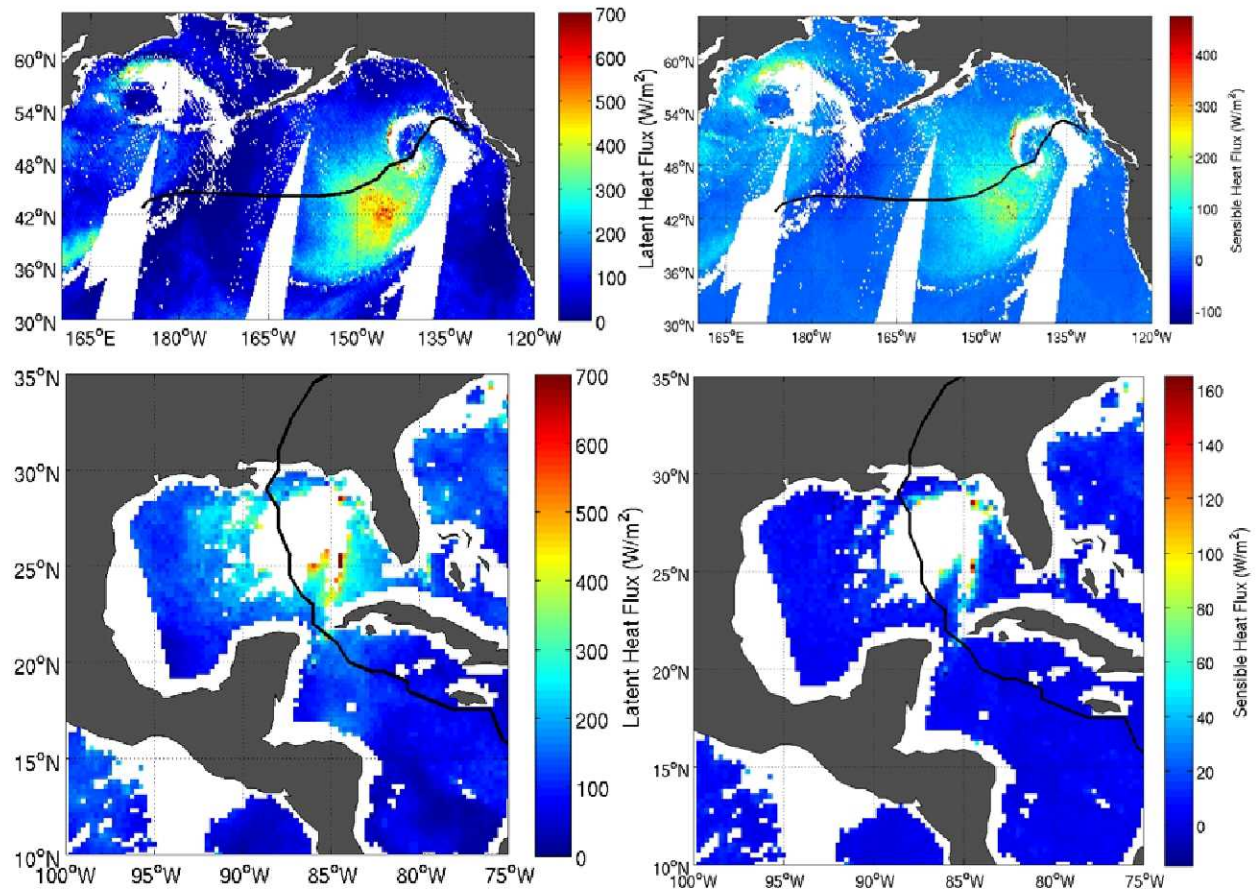 700
600
500
400
300
200
100
0
Latent Heat Flux (W/m²)
60°N
54°N
48°N
42°N
36°N
30°N
165°E 180°W 165°W 150°W 135°W 120°W
400
300
200
100
0
-100
Sensible Heat Flux (W/m²)
60°N
54°N
48°N
42°N
36°N
30°N
165°E 180°W 165°W 150°W 135°W 120°W
35°N
30°N
25°N
20°N
15°N
10°N
100°W 95°W 90°W 85°W 80°W 75°W
700
600
500
400
300
200
100
0
Latent Heat Flux (W/m²)
35°N
30°N
25°N
20°N
15°N
10°N
100°W 95°W 90°W 85°W 80°W 75°W
160
140
120
100
80
60
40
20
0
Sensible Heat Flux (W/m²)